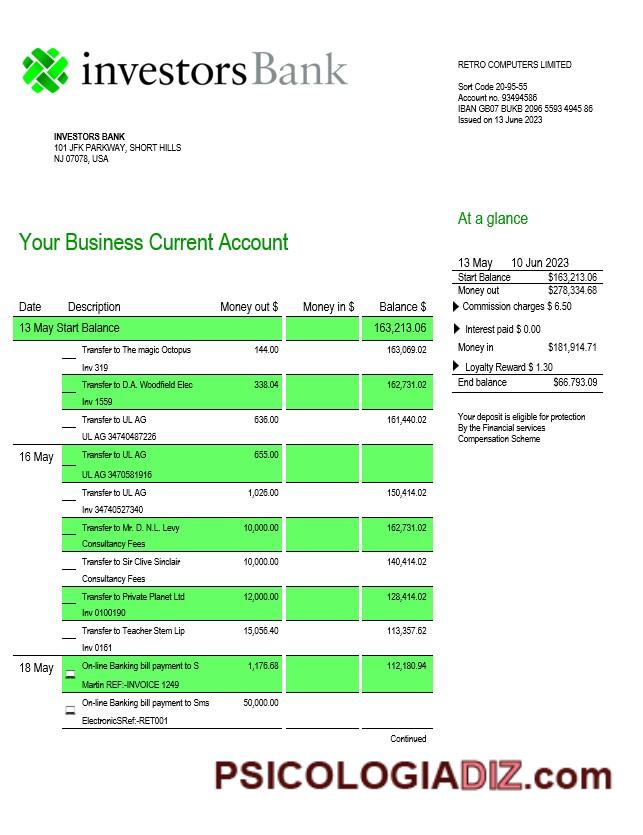 investors Bank
RETRO COMPUTERS LIMITED
Sort Code 20-95-55
Account no. 93494586
IBAN GB07 BUKB 2096 5593 4945 86
Issued on 13 June 2023
INVESTORS BANK
101 JFK PARKWAY, SHORT HILLS
NJ 07078, USA
At a glance
Your Business Current Account
13 May 10 Jun 2023
Start Balance $163,213.06
Money out $278,334.68
Commission charges $ 6.50
Interest paid $ 0.00
Money in $181,914.71
Loyalty Reward $ 1.30
End balance $66.793.09
Your deposit is eligible for protection
By the Financial services
Compensation Scheme
Date Description Money out $ Money in $ Balance $
13 May Start Balance 163,213.06
Transfer to The magic Octopus 144.00 163,069.02
Inv 319
Transfer to D.A. Woodfield Elec 338.04 162,731.02
Inv 1559
Transfer to UL AG 636.00 161,440.02
UL AG 34740487226
16 May Transfer to UL AG 655.00
UL AG 3470581916
Transfer to UL AG 1,026.00 150,414.02
Inv 34740527340
Transfer to Mr. D. N.L. Levy 10,000.00 162,731.02
Consultancy Fees
Transfer to Sir Clive Sinclair 10,000.00 140,414.02
Consultancy Fees
Transfer to Private Planet Ltd 12,000.00 128,414.02
Inv 0100190
Transfer to Teacher Stem Lip 15,056.40 113,357.62
Inv 0161
18 May On-line Banking bill payment to S 1,176.68 112,180.94
Martin REF:-INVOICE 1249
On-line Banking bill payment to Sms 50,000.00
ElectronicSRef:-RET001
Continued
PSICOLOGIADIZ.com